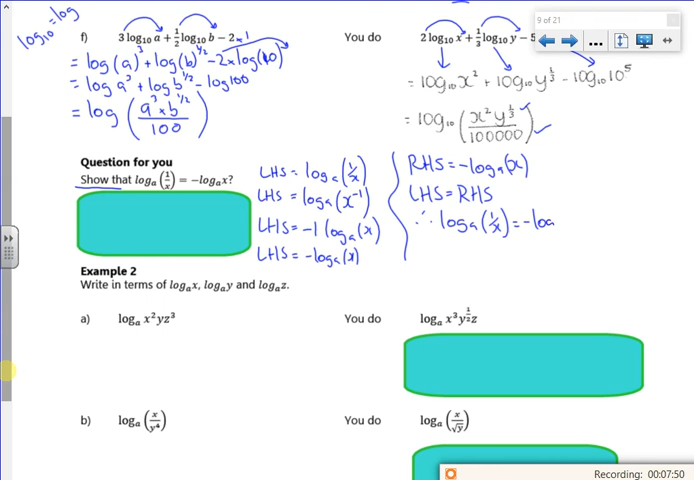 log₁₀ = log
f) 3 log₁₀ a + ½ log₁₀ b − 2 × 1
= log(a)³ + log(b)^½ − 2 × log(10)
= log a³ + log b^½ − log 100
= log (a³ × b^½ / 100)
You do 2 log₁₀ x + ⅓ log₁₀ y − 5
= log₁₀ x² + log₁₀ y^⅓ − log₁₀ 10⁵
= log₁₀ (x² y^⅓ / 100000)
9 of 21
...
Question for you
Show that logₐ(1/x) = −logₐx?
LHS = logₐ(1/x)
LHS = logₐ(x⁻¹)
LHS = −1 logₐ(x)
LHS = −logₐ(x)
RHS = −logₐ(x)
LHS = RHS
∴ logₐ(1/x) = −log
Example 2
Write in terms of logₐx, logₐy and logₐz.
a) logₐ x²yz³ You do logₐ x³y^½z
b) logₐ (x/y⁴) You do logₐ (x/√y)
Recording: 00:07:50